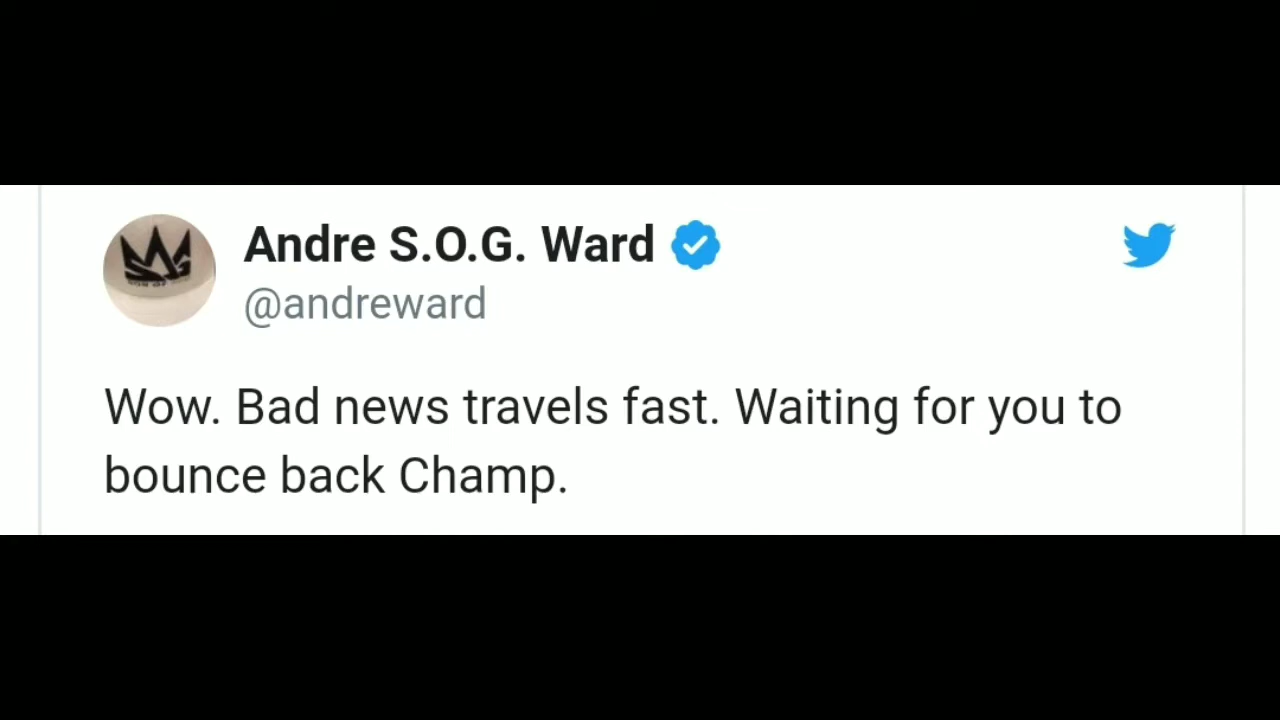 Andre S.O.G. Ward
@andreward
Wow. Bad news travels fast. Waiting for you to
bounce back Champ.